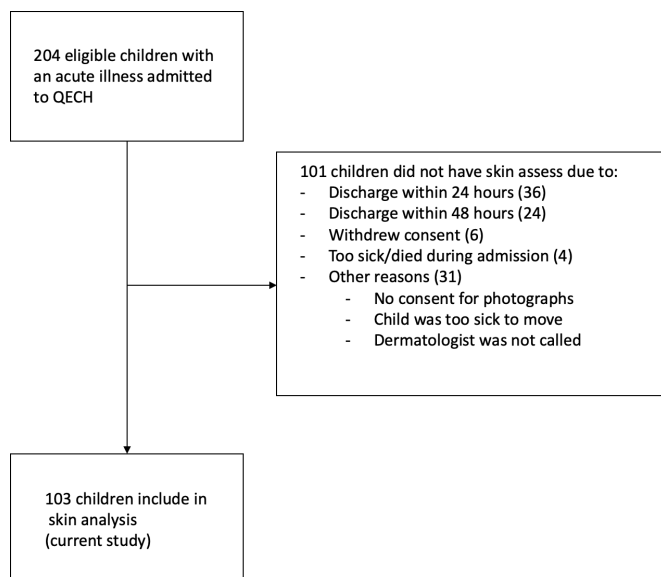 204 eligible children with
an acute illness admitted
to QECH
101 children did not have skin assess due to:
- Discharge within 24 hours (36)
- Discharge within 48 hours (24)
- Withdrew consent (6)
- Too sick/died during admission (4)
- Other reasons (31)
- No consent for photographs
- Child was too sick to move
- Dermatologist was not called
103 children include in
skin analysis
(current study)